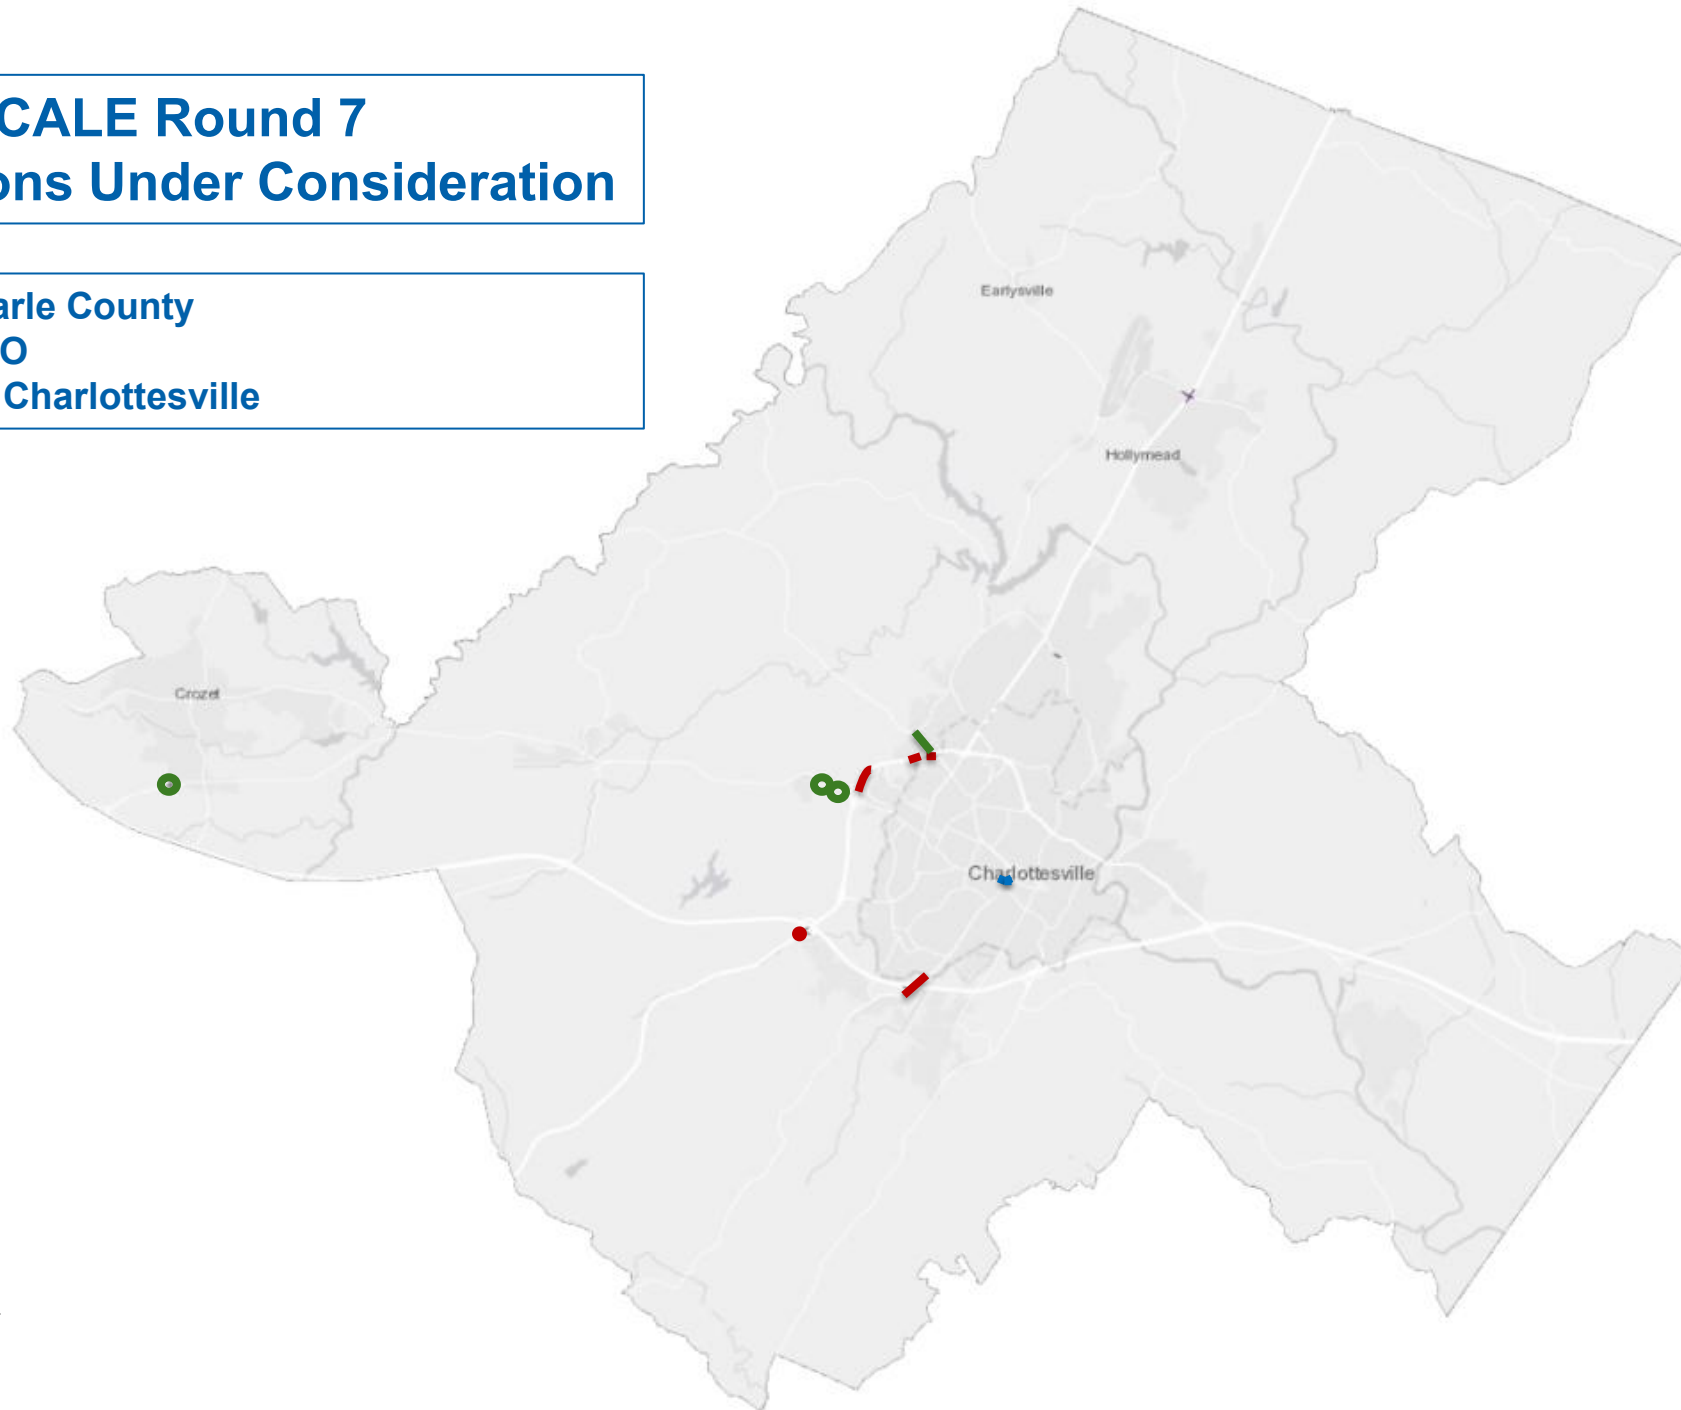 CALE Round 7
ons Under Consideration
arle County
O
Charlottesville
Earlysville
Hollymead
Crozet
Charlottesville